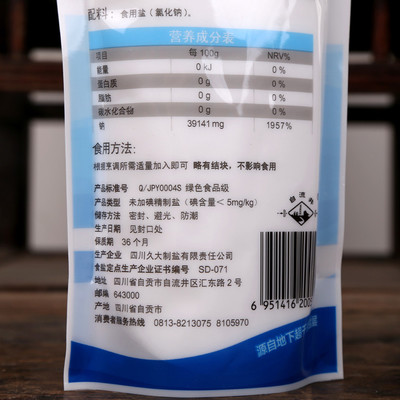 配料：食用盐（氯化钠）。
营养成分表
项目 每100g NRV%
能量 0 kJ 0 %
蛋白质 0 g 0 %
脂肪 0 g 0 %
碳水化合物 0 g 0 %
钠 39141 mg 1957%
食用方法：
根据烹调所需适量加入即可 略有结块，不影响食用
产品标准号 Q/JPY0004S 绿色食品级
产品类型 未加碘精制盐（碘含量＜5mg/kg）
储存方法 密封、避光、防潮
生产日期 见封口处
保质期 36个月
生产企业 四川久大制盐有限责任公司
食盐定点生产企业证书编号 SD-071
地址 四川省自贡市自流井区汇东路2号
邮编 643000
产地 四川省自贡市
消费者服务热线 0813-8213075 8105970
自流井
6 951416 200
源自地下超千